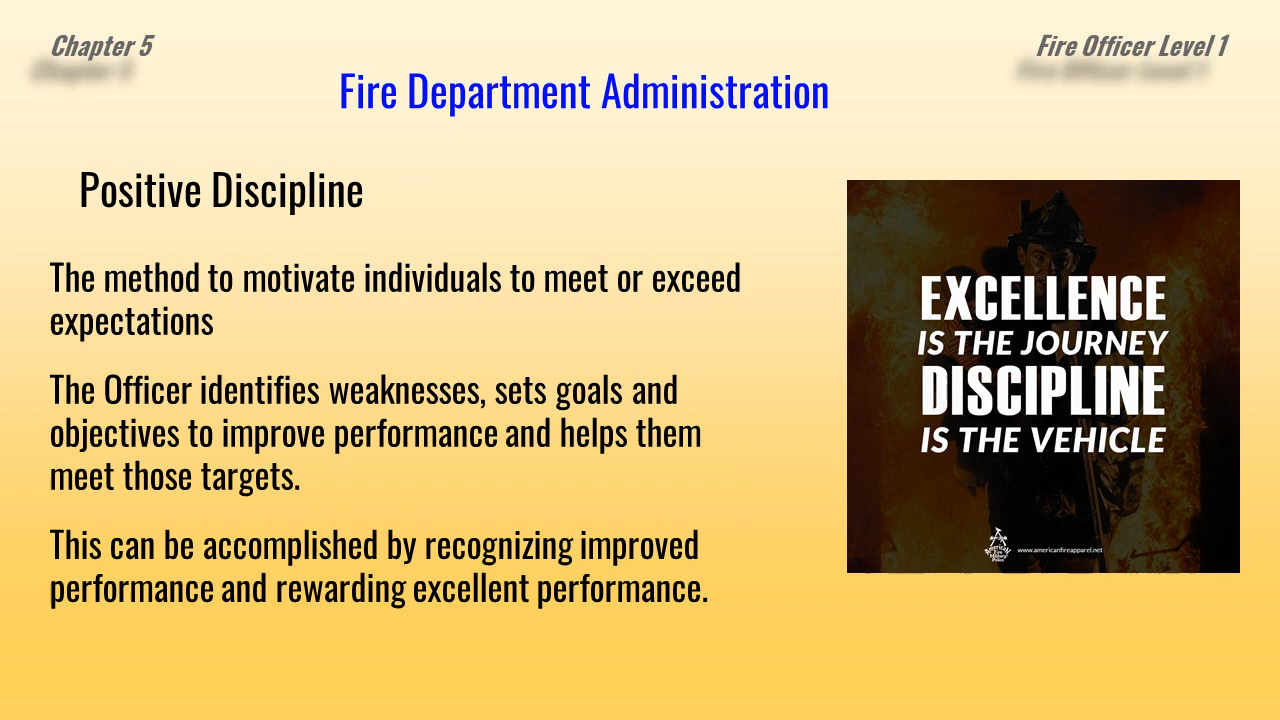 Chapter 5
Fire Officer Level 1
Fire Department Administration
Positive Discipline
The method to motivate individuals to meet or exceed
expectations
The Officer identifies weaknesses, sets goals and
objectives to improve performance and helps them
meet those targets.
This can be accomplished by recognizing improved
performance and rewarding excellent performance.
EXCELLENCE
IS THE JOURNEY
DISCIPLINE
IS THE VEHICLE
www.americanfireapparel.net